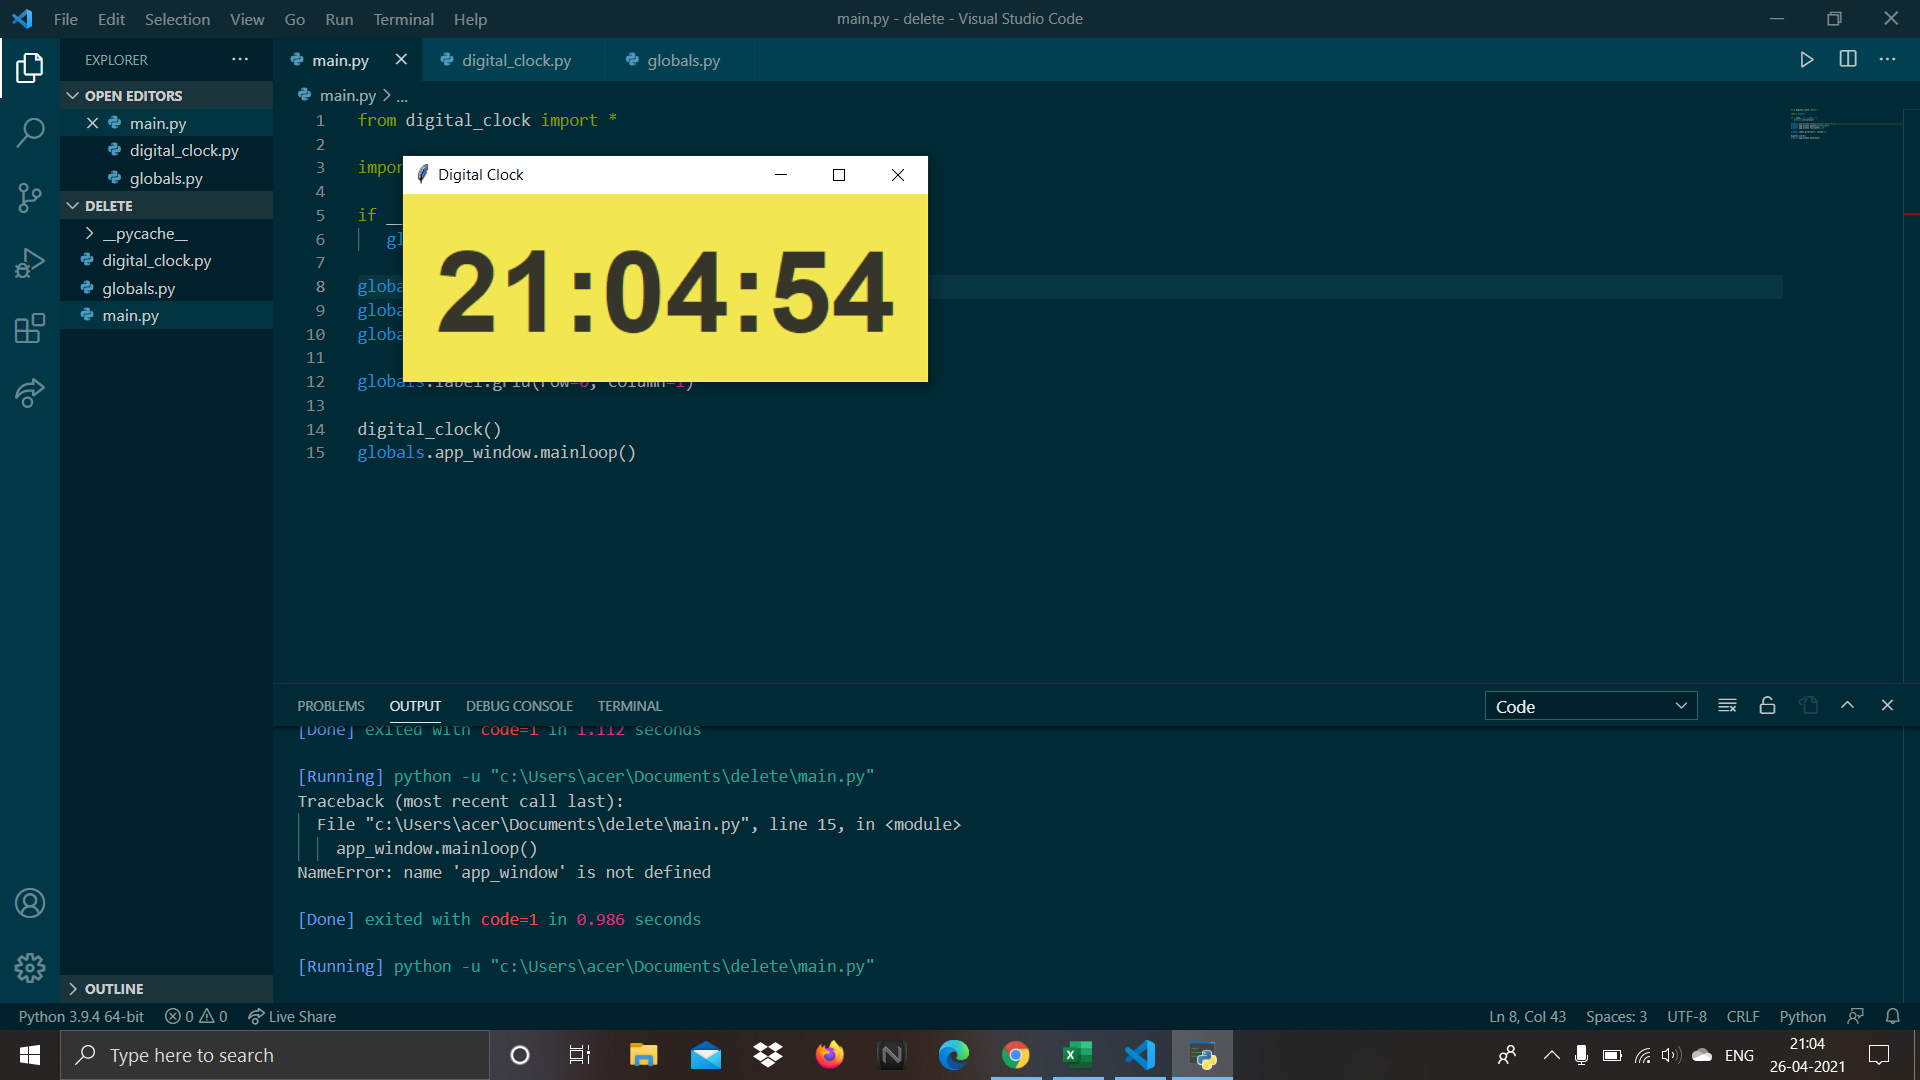 File Edit Selection View Go Run Terminal Help
main.py - delete - Visual Studio Code
EXPLORER
main.py
digital_clock.py
globals.py
OPEN EDITORS
main.py
digital_clock.py
globals.py
DELETE
__pycache__
digital_clock.py
globals.py
main.py
OUTLINE
main.py > ...
1 from digital_clock import *
2
3 impor
4
5 if __
6 gl
7
8 globa
9 globa
10 globa
11
12 globals.label.grid(row=0, column=1)
13
14 digital_clock()
15 globals.app_window.mainloop()
Digital Clock
21:04:54
PROBLEMS OUTPUT DEBUG CONSOLE TERMINAL
Code
[Done] exited with code=1 in 1.112 seconds
[Running] python -u "c:\Users\acer\Documents\delete\main.py"
Traceback (most recent call last):
File "c:\Users\acer\Documents\delete\main.py", line 15, in <module>
app_window.mainloop()
NameError: name 'app_window' is not defined
[Done] exited with code=1 in 0.986 seconds
[Running] python -u "c:\Users\acer\Documents\delete\main.py"
Python 3.9.4 64-bit 0 0 Live Share
Ln 8, Col 43 Spaces: 3 UTF-8 CRLF Python
Type here to search
ENG
21:04
26-04-2021